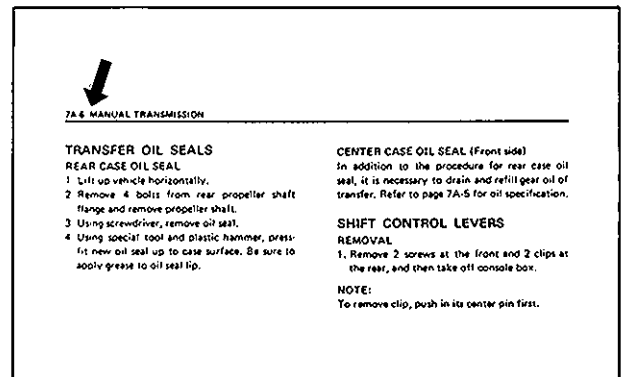 7A-6 MANUAL TRANSMISSION
TRANSFER OIL SEALS
REAR CASE OIL SEAL
1 Lift up vehicle horizontally.
2 Remove 4 bolts from rear propeller shaft
flange and remove propeller shaft.
3 Using screwdriver, remove oil seal.
4 Using special tool and plastic hammer, press-
fit new oil seal up to case surface. Be sure to
apply grease to oil seal lip.
CENTER CASE OIL SEAL (Front side)
In addition to the procedure for rear case oil
seal, it is necessary to drain and refill gear oil of
transfer. Refer to page 7A-5 for oil specification.
SHIFT CONTROL LEVERS
REMOVAL
1. Remove 2 screws at the front and 2 clips at
the rear, and then take off console box.
NOTE:
To remove clip, push in its center pin first.